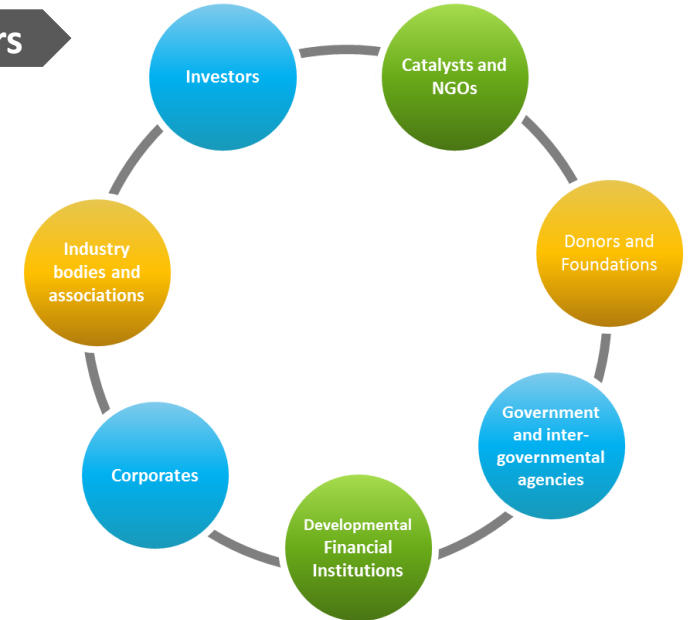 rs
Investors
Catalysts and
NGOs
Donors and
Foundations
Government
and inter-
governmental
agencies
Developmental
Financial
Institutions
Corporates
Industry
bodies and
associations